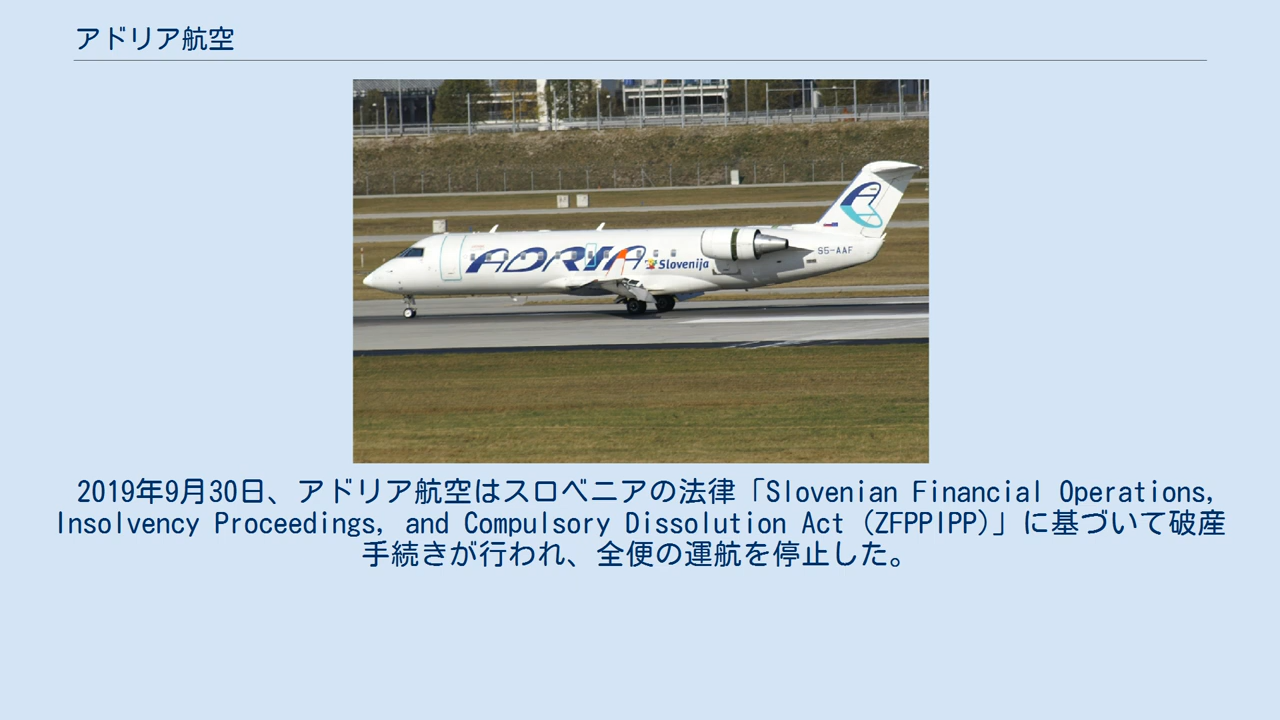 アドリア航空
ADRIA
Slovenija
S5-AAF
2019年9月30日、アドリア航空はスロベニアの法律「Slovenian Financial Operations,
Insolvency Proceedings, and Compulsory Dissolution Act (ZFPPIPP)」に基づいて破産
手続きが行われ、全便の運航を停止した。